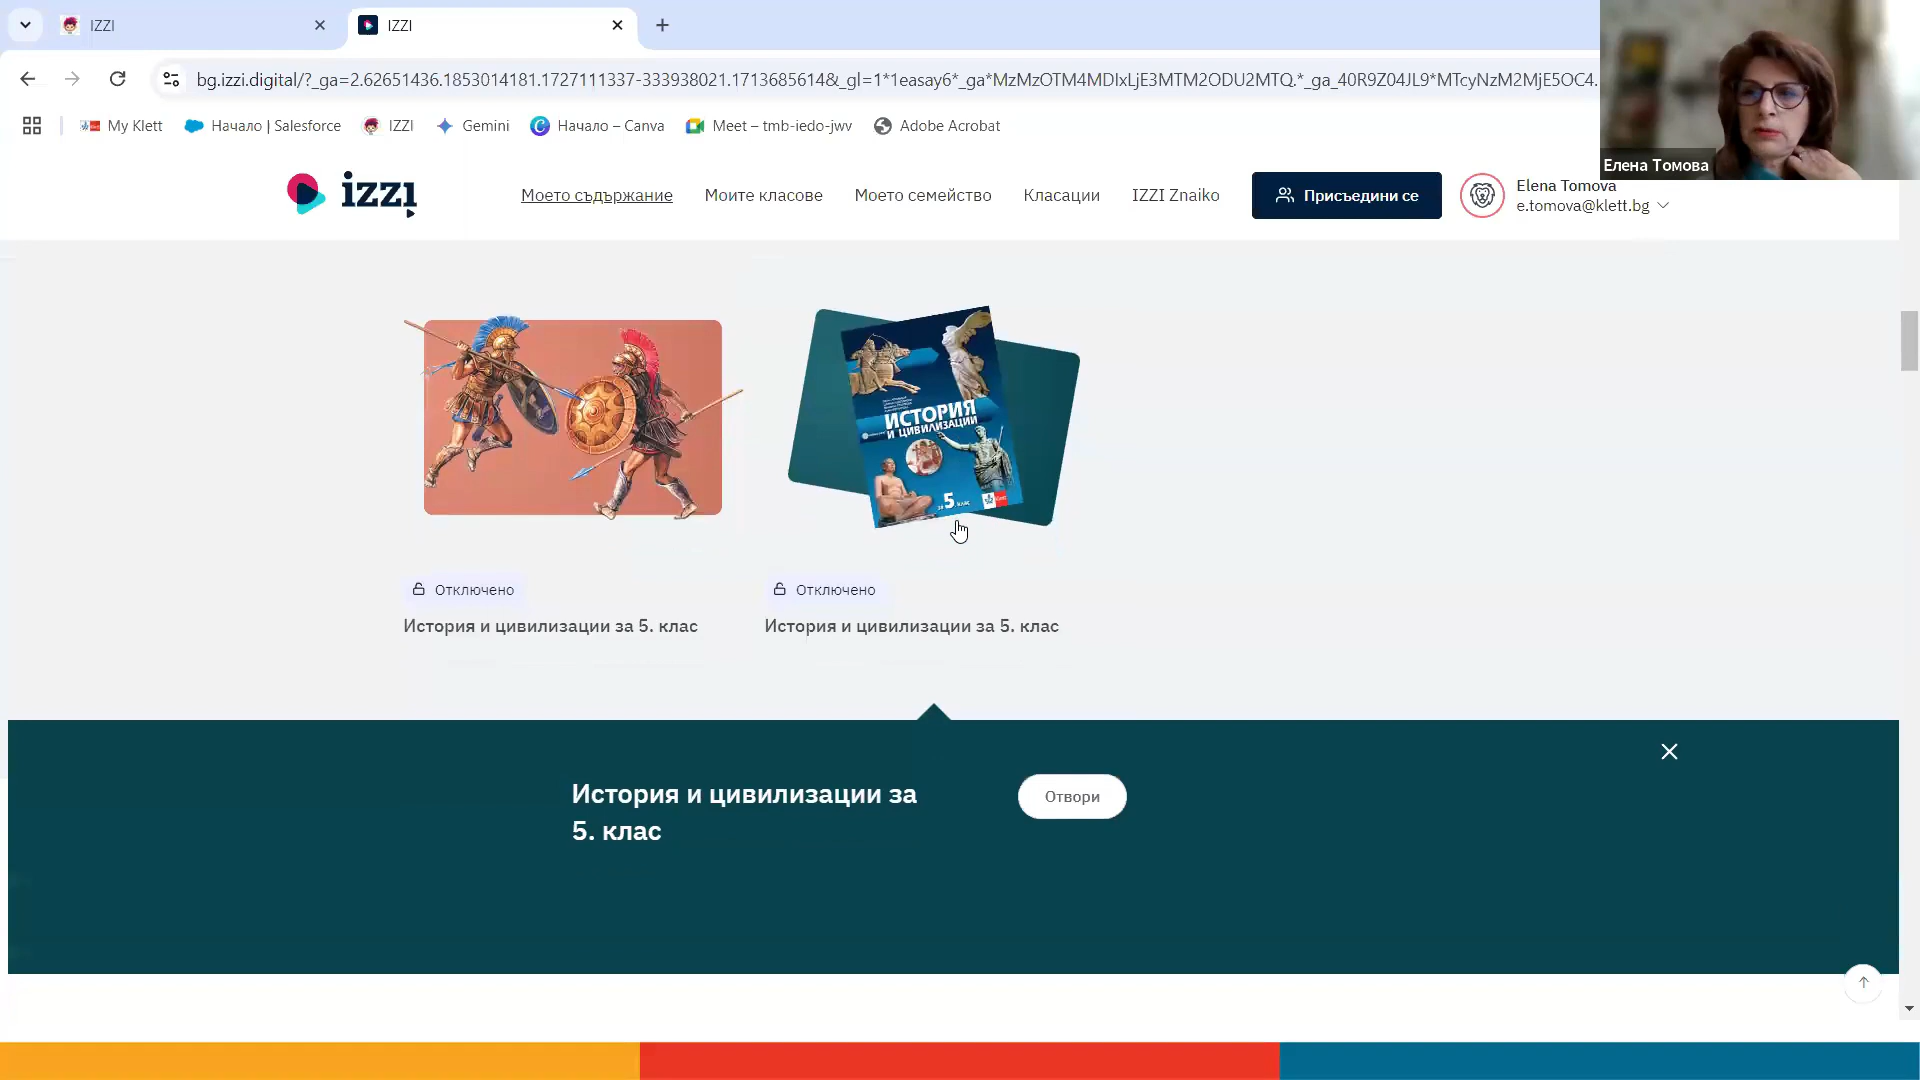 IZZI
IZZI
bg.izzi.digital/?_ga=2.62651436.1853014181.1727111337-333938021.1713685614&_gl=1*1easay6*_ga*MzMzOTM4MDIxLjE3MTM2ODU2MTQ.*_ga_40R9Z04JL9*MTcyNzM2MjE5OC4.
My Klett
Начало | Salesforce
IZZI
Gemini
Начало – Canva
Meet – tmb-iedo-jwv
Adobe Acrobat
Елена Томова
izzi
Моето съдържание
Моите класове
Моето семейство
Класации
IZZI Znaiko
Присъедини се
Elena Tomova
e.tomova@klett.bg
ИСТОРИЯ
И ЦИВИЛИЗАЦИИ
за 5. клас
Klett
Отключено
Отключено
История и цивилизации за 5. клас
История и цивилизации за 5. клас
История и цивилизации за
5. клас
Отвори